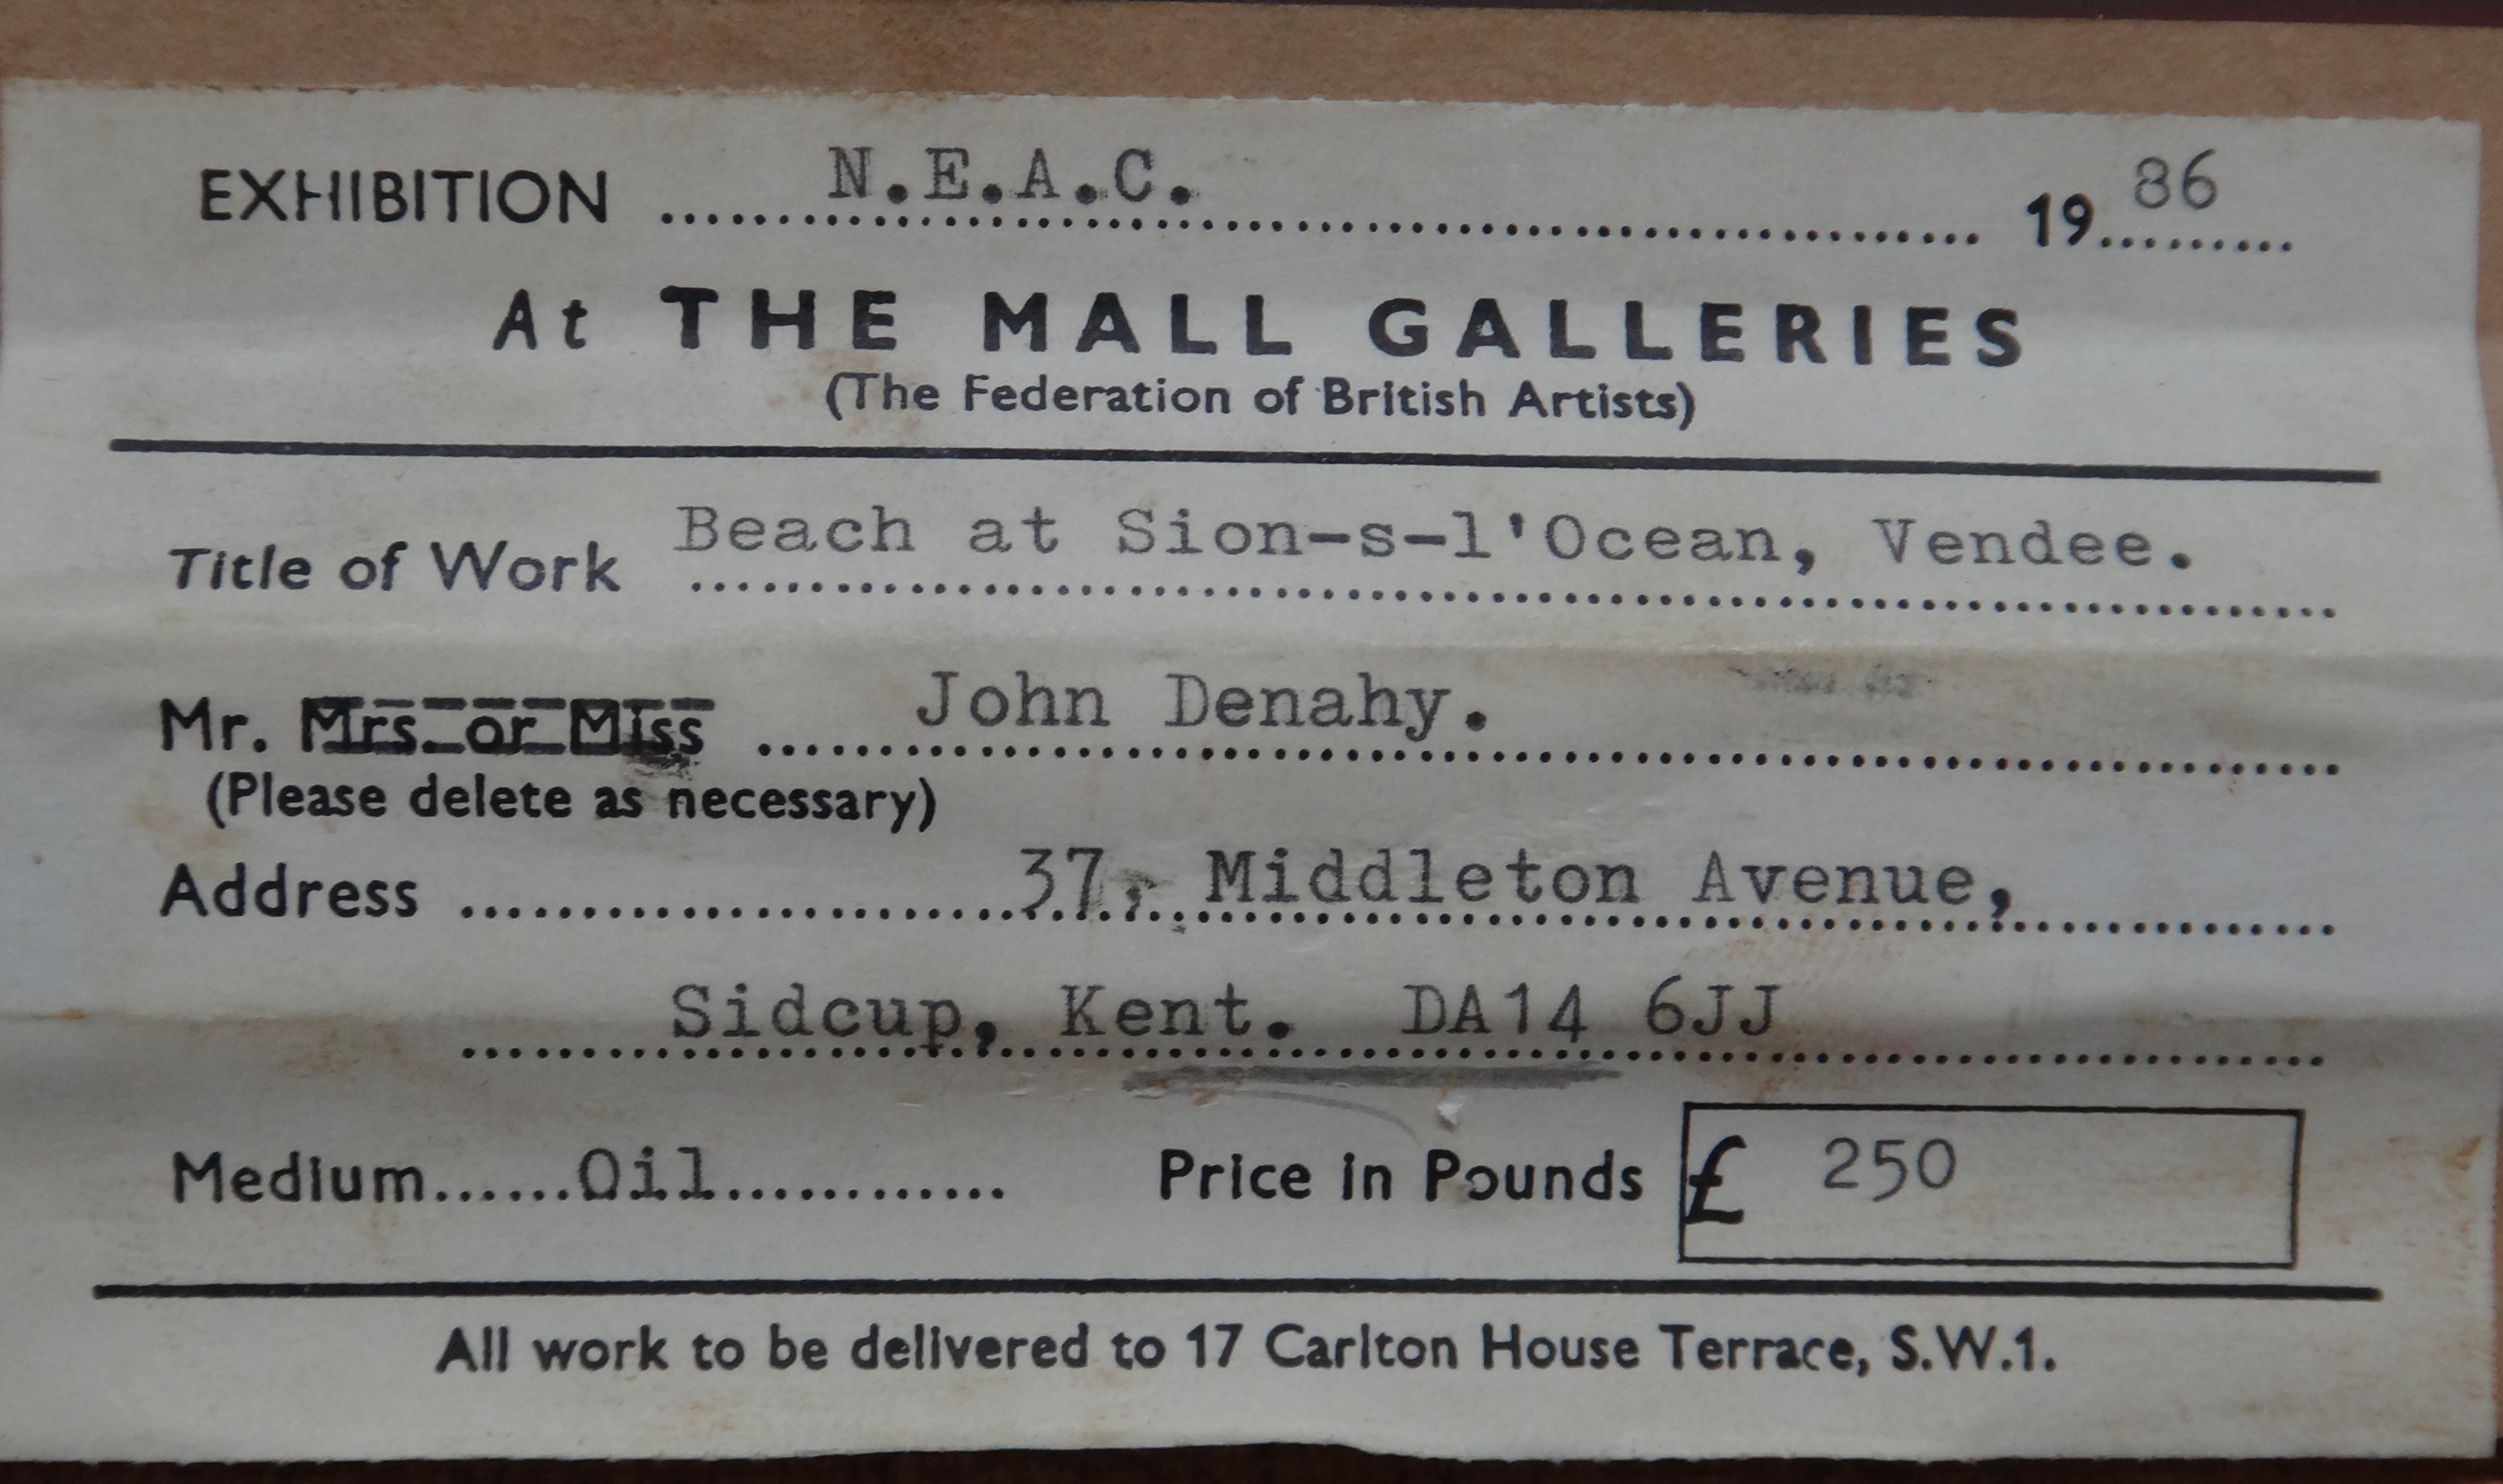 EXHIBITION ........ N.E.A.C. ........ 19..86..
At THE MALL GALLERIES
(The Federation of British Artists)
Title of Work Beach at Sion-s-l'Ocean, Vendee.
Mr. Mrs. or Miss ........ John Denahy. ........
(Please delete as necessary)
Address ........ 37, Middleton Avenue, ........
Sidcup, Kent. DA14 6JJ
Medium......Oil............ Price in Pounds £ 250
All work to be delivered to 17 Carlton House Terrace, S.W.1.